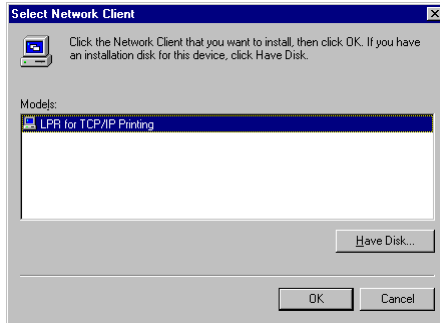 Select Network Client
Click the Network Client that you want to install, then click OK. If you have
an installation disk for this device, click Have Disk.
Models:
LPR for TCP/IP Printing
Have Disk...
OK
Cancel